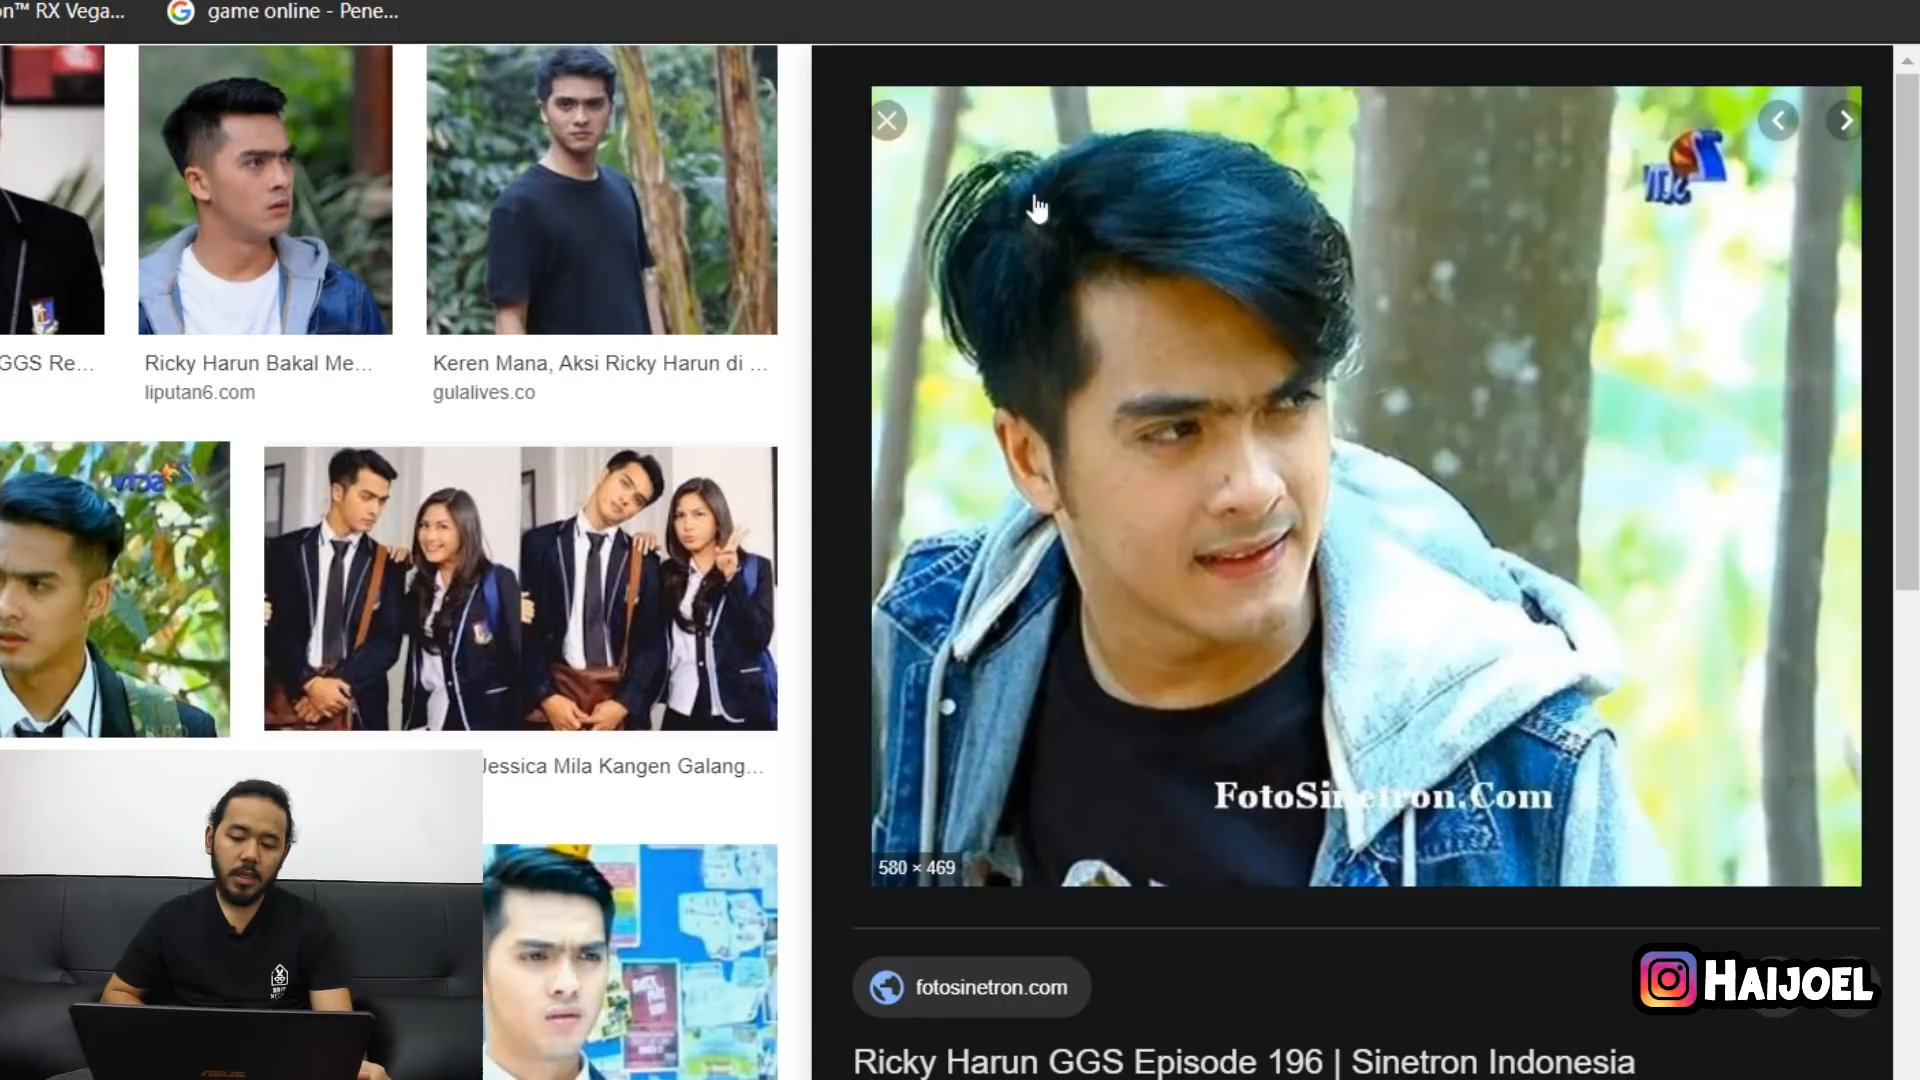 on™ RX Vega...
game online - Pene...
GGS Re...
Ricky Harun Bakal Me...
liputan6.com
Keren Mana, Aksi Ricky Harun di ...
gulalives.co
Jessica Mila Kangen Galang...
FotoSinetron.Com
580 × 469
fotosinetron.com
HAIJOEL
Ricky Harun GGS Episode 196 | Sinetron Indonesia
ASUS